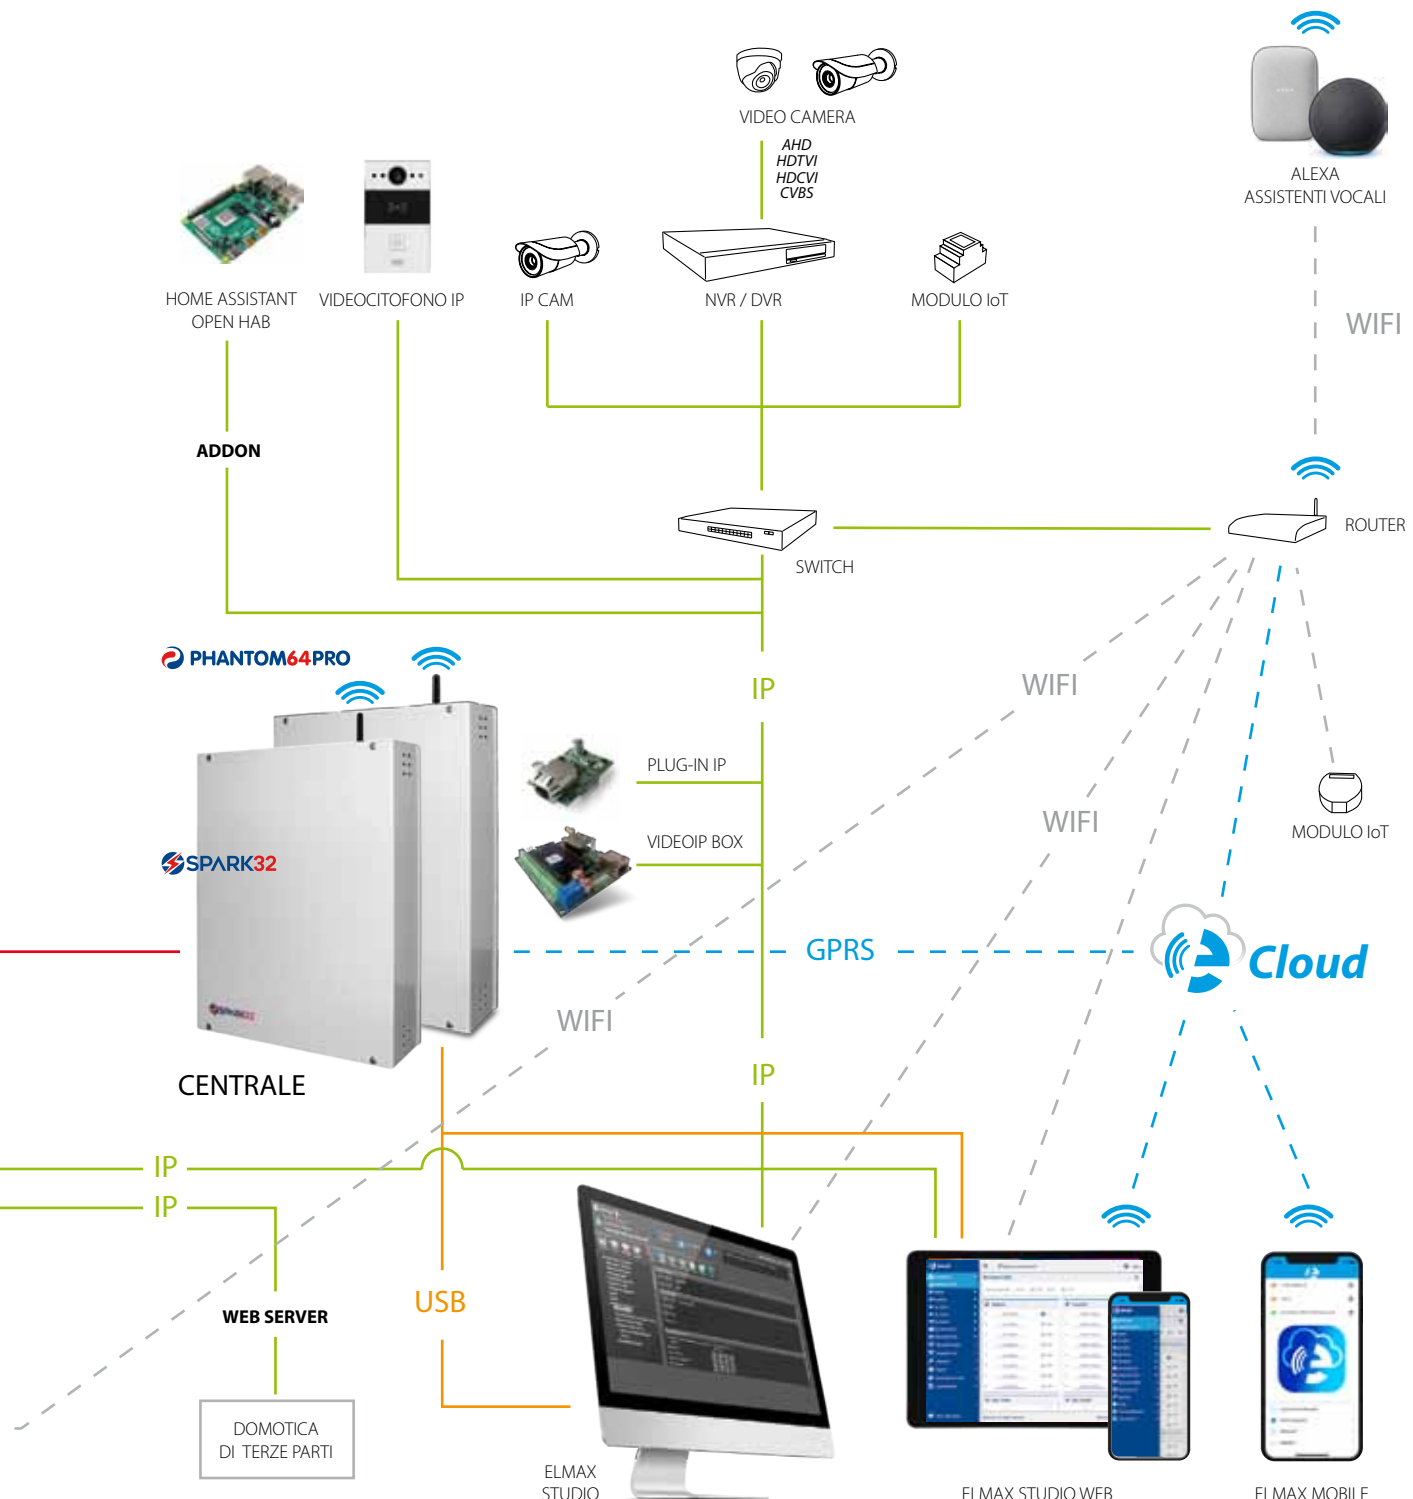 VIDEO CAMERA
AHD
HDTVI
HDCVI
CVBS
ALEXA
ASSISTENTI VOCALI
HOME ASSISTANT
OPEN HAB
VIDEOCITOFONO IP
IP CAM
NVR / DVR
MODULO IoT
WIFI
ADDON
ROUTER
SWITCH
PHANTOM64PRO
IP
WIFI
PLUG-IN IP
WIFI
MODULO IoT
VIDEOIP BOX
SPARK32
GPRS
Cloud
SPARK32
WIFI
CENTRALE
IP
IP
IP
USB
WEB SERVER
DOMOTICA
DI TERZE PARTI
ELMAX
STUDIO
ELMAX STUDIO WEB
ELMAX MOBILE